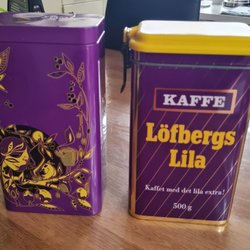 KAFFE
Löfbergs
Lila
Kaffet med det lila extra!
500 g